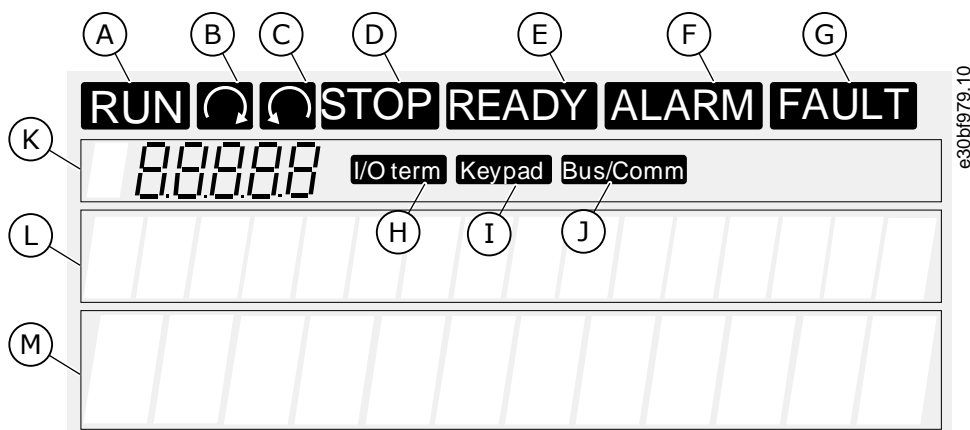 A B C D E F G
RUN STOP READY ALARM FAULT
K 8.8.8.8.8 I/O term Keypad Bus/Comm
H I J
L
M
e30bf979.10